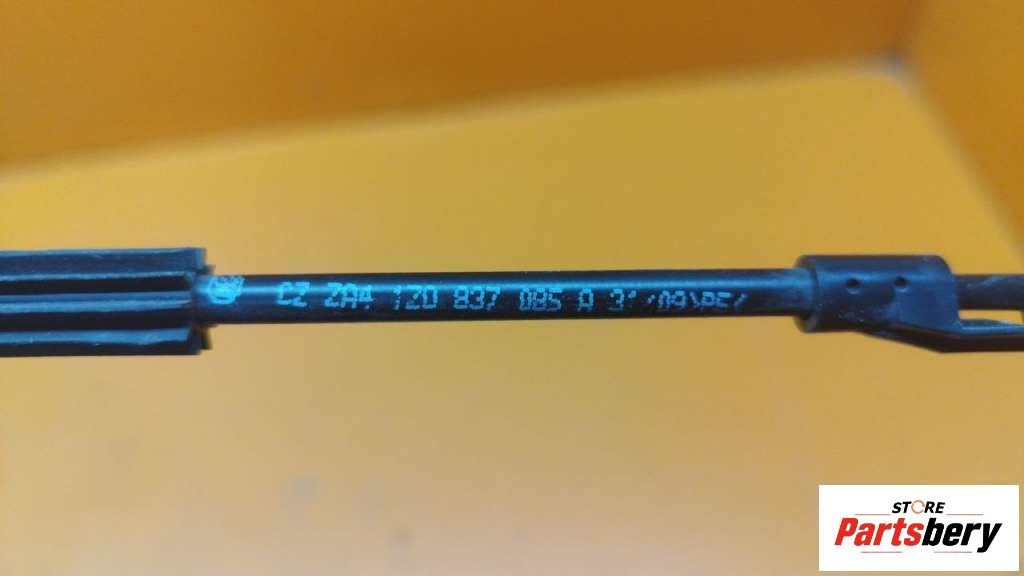 CZ ZA4 1Z0 837 085 A
STORE
Partsbery